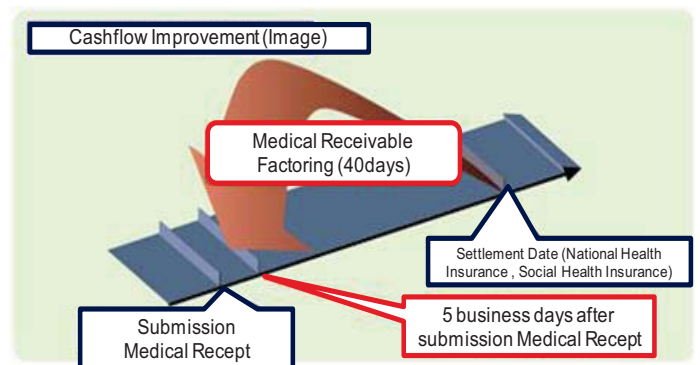 Cashflow Improvement (Image)
Medical Receivable
Factoring (40days)
Settlement Date (National Health
Insurance , Social Health Insurance)
5 business days after
submission Medical Recept
Submission
Medical Recept